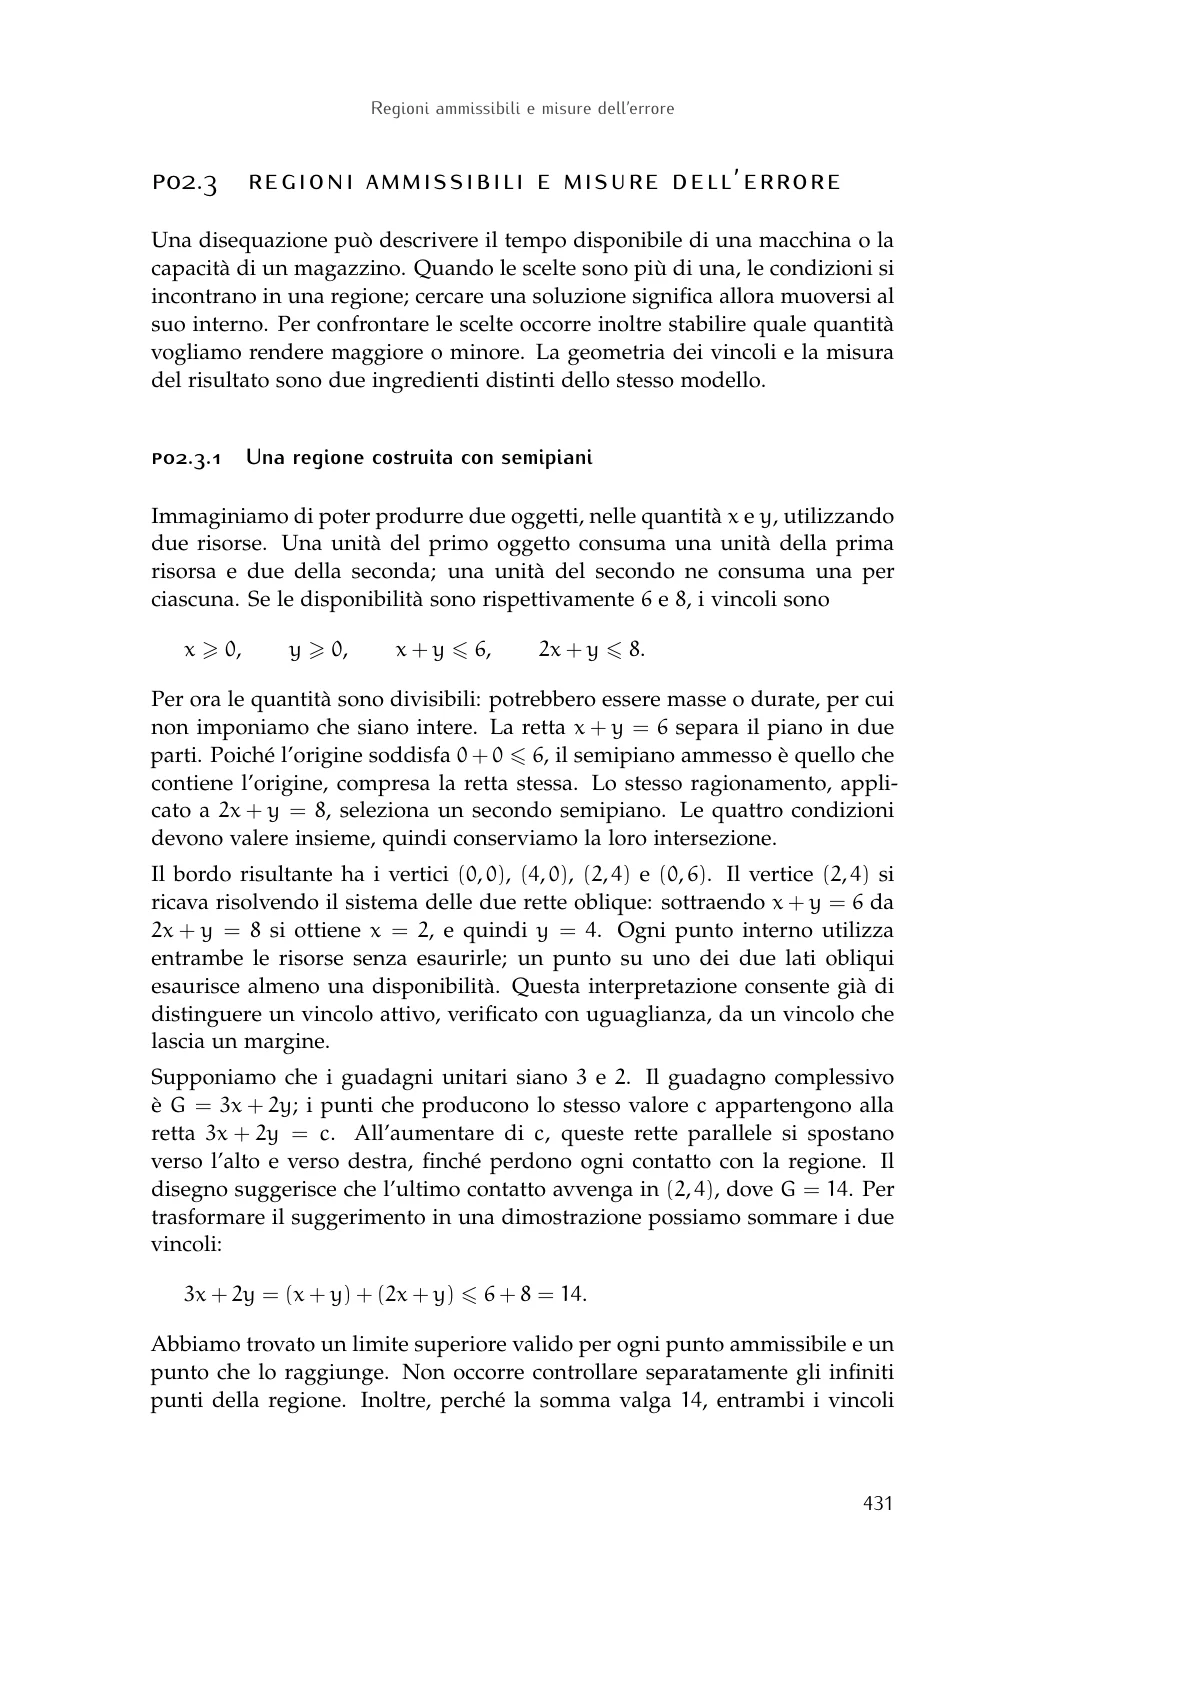 Regioni ammissibili e misure dell'errore
P02.3 REGIONI AMMISSIBILI E MISURE DELL'ERRORE
Una disequazione può descrivere il tempo disponibile di una macchina o la
capacità di un magazzino. Quando le scelte sono più di una, le condizioni si
incontrano in una regione; cercare una soluzione significa allora muoversi al
suo interno. Per confrontare le scelte occorre inoltre stabilire quale quantità
vogliamo rendere maggiore o minore. La geometria dei vincoli e la misura
del risultato sono due ingredienti distinti dello stesso modello.
P02.3.1 Una regione costruita con semipiani
Immaginiamo di poter produrre due oggetti, nelle quantità x e y, utilizzando
due risorse. Una unità del primo oggetto consuma una unità della prima
risorsa e due della seconda; una unità del secondo ne consuma una per
ciascuna. Se le disponibilità sono rispettivamente 6 e 8, i vincoli sono
x ⩾ 0, y ⩾ 0, x + y ⩽ 6, 2x + y ⩽ 8.
Per ora le quantità sono divisibili: potrebbero essere masse o durate, per cui
non imponiamo che siano intere. La retta x + y = 6 separa il piano in due
parti. Poiché l'origine soddisfa 0 + 0 ⩽ 6, il semipiano ammesso è quello che
contiene l'origine, compresa la retta stessa. Lo stesso ragionamento, appli-
cato a 2x + y = 8, seleziona un secondo semipiano. Le quattro condizioni
devono valere insieme, quindi conserviamo la loro intersezione.
Il bordo risultante ha i vertici (0,0), (4,0), (2,4) e (0,6). Il vertice (2,4) si
ricava risolvendo il sistema delle due rette oblique: sottraendo x + y = 6 da
2x + y = 8 si ottiene x = 2, e quindi y = 4. Ogni punto interno utilizza
entrambe le risorse senza esaurirle; un punto su uno dei due lati obliqui
esaurisce almeno una disponibilità. Questa interpretazione consente già di
distinguere un vincolo attivo, verificato con uguaglianza, da un vincolo che
lascia un margine.
Supponiamo che i guadagni unitari siano 3 e 2. Il guadagno complessivo
è G = 3x + 2y; i punti che producono lo stesso valore c appartengono alla
retta 3x + 2y = c. All'aumentare di c, queste rette parallele si spostano
verso l'alto e verso destra, finché perdono ogni contatto con la regione. Il
disegno suggerisce che l'ultimo contatto avvenga in (2,4), dove G = 14. Per
trasformare il suggerimento in una dimostrazione possiamo sommare i due
vincoli:
3x + 2y = (x + y) + (2x + y) ⩽ 6 + 8 = 14.
Abbiamo trovato un limite superiore valido per ogni punto ammissibile e un
punto che lo raggiunge. Non occorre controllare separatamente gli infiniti
punti della regione. Inoltre, perché la somma valga 14, entrambi i vincoli
431